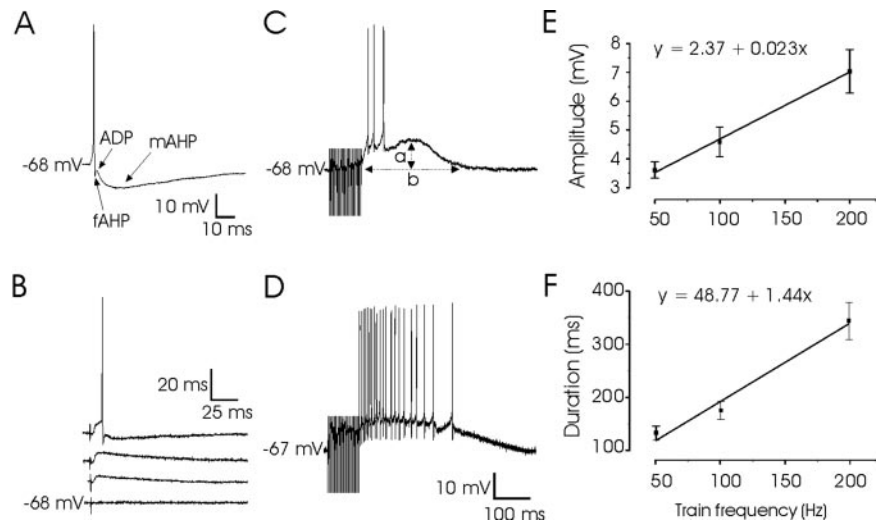 A
ADP
mAHP
-68 mV
fAHP
10 mV
10 ms
B
20 ms
25 ms
-68 mV
C
-68 mV
a
b
D
-67 mV
10 mV
100 ms
E
y = 2.37 + 0.023x
Amplitude (mV)
8
7
6
5
4
3
50 100 150 200
F
y = 48.77 + 1.44x
Duration (ms)
400
300
200
100
50 100 150 200
Train frequency (Hz)